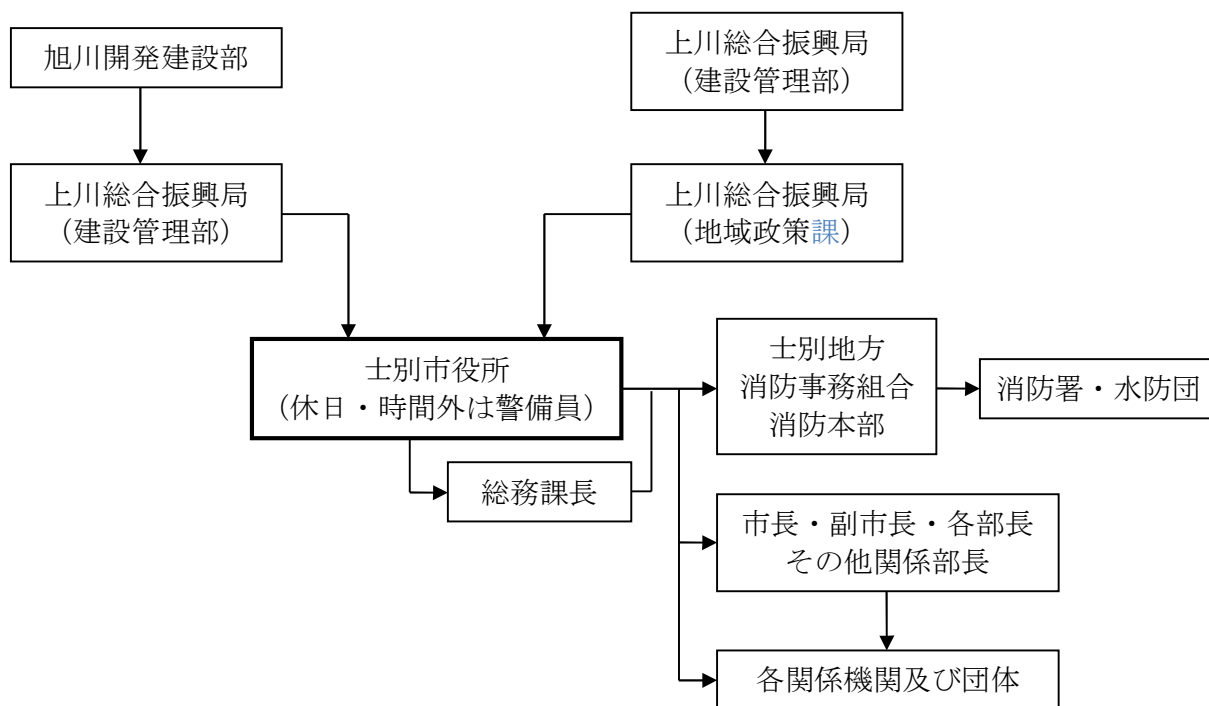 旭川開発建設部
上川総合振興局
（建設管理部）
上川総合振興局
（建設管理部）
上川総合振興局
（地域政策課）
士別市役所
（休日・時間外は警備員）
総務課長
士別地方
消防事務組合
消防本部
消防署・水防団
市長・副市長・各部長
その他関係部長
各関係機関及び団体